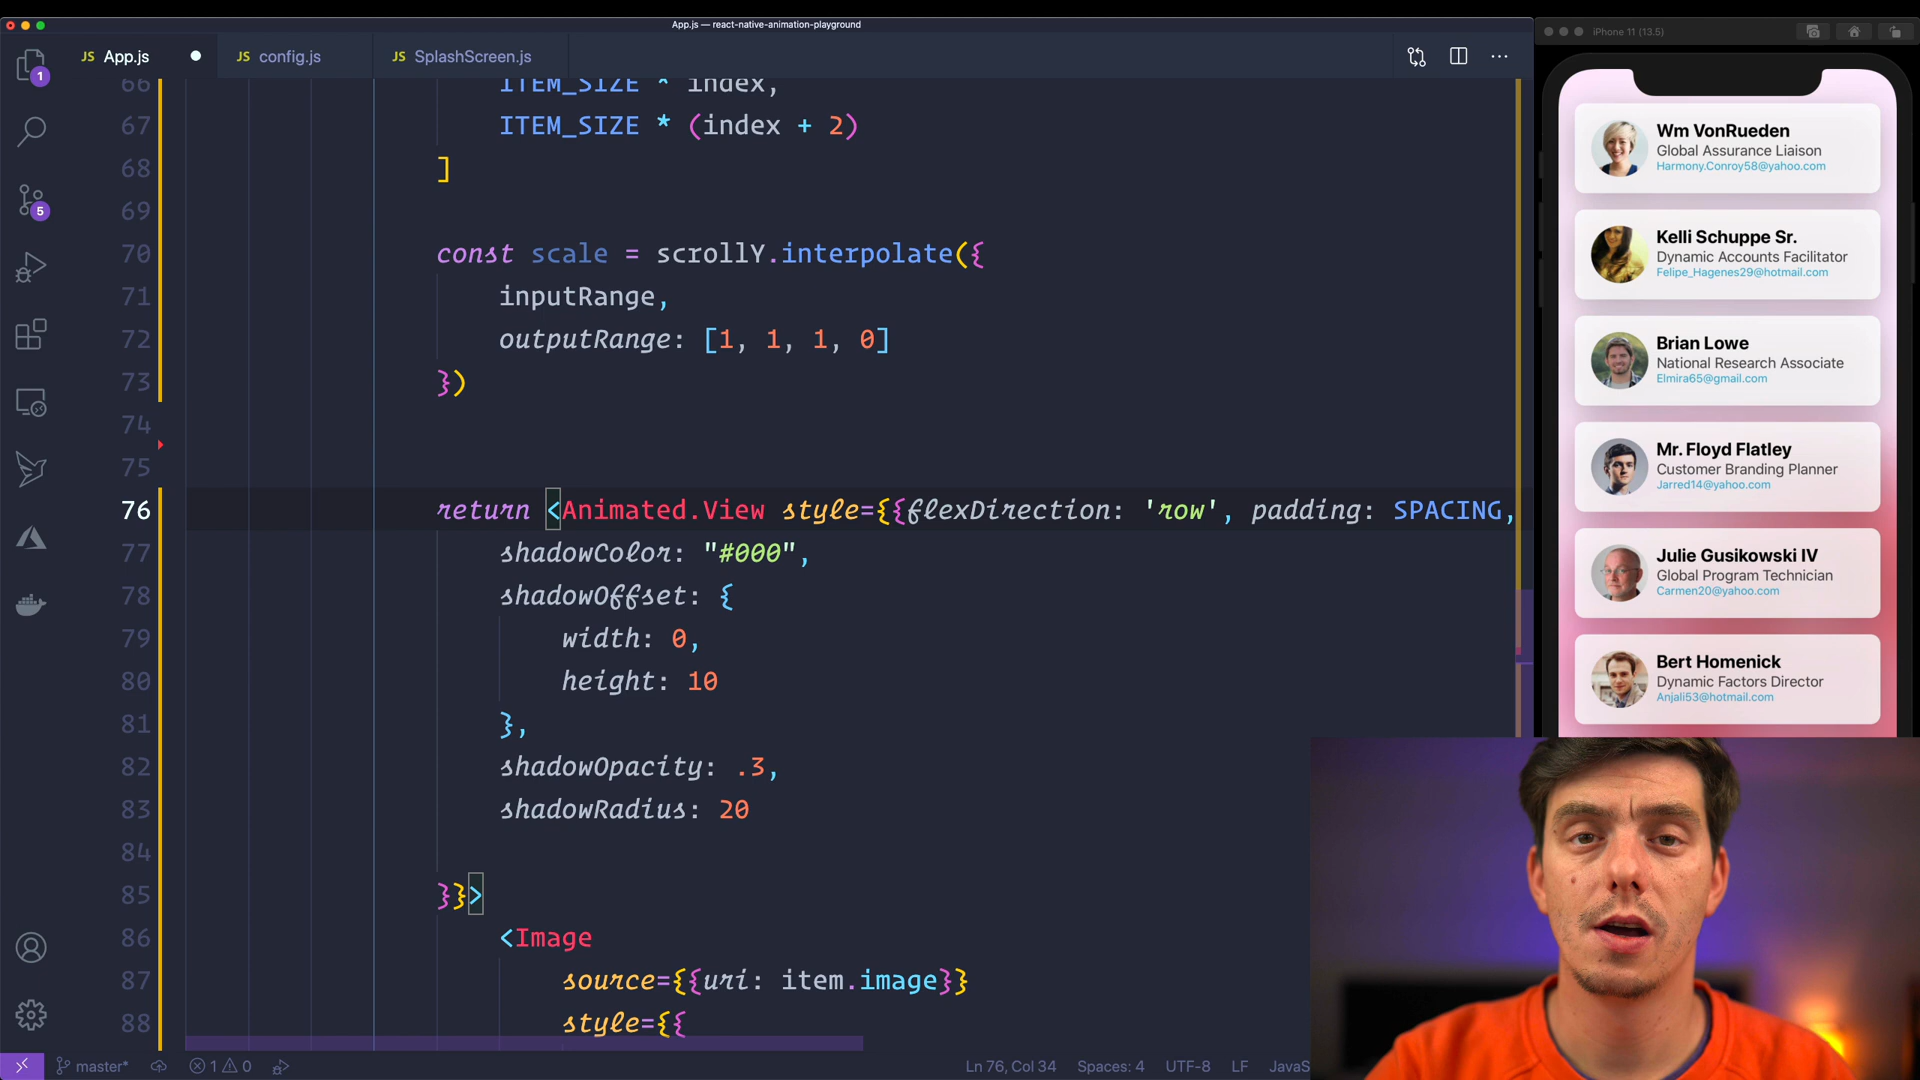 App.js — react-native-animation-playground
JS App.js
JS config.js
JS SplashScreen.js
1
5
66 ITEM_SIZE * index,
67 ITEM_SIZE * (index + 2)
68 ]
69
70 const scale = scrollY.interpolate({
71 inputRange,
72 outputRange: [1, 1, 1, 0]
73 })
74
75
76 return <Animated.View style={{flexDirection: 'row', padding: SPACING,
77 shadowColor: "#000",
78 shadowOffset: {
79 width: 0,
80 height: 10
81 },
82 shadowOpacity: .3,
83 shadowRadius: 20
84
85 }}>
86 <Image
87 source={{uri: item.image}}
88 style={{
master* 1 0 Ln 76, Col 34 Spaces: 4 UTF-8 LF JavaS
iPhone 11 (13.5)
Wm VonRueden
Global Assurance Liaison
Harmony.Conroy58@yahoo.com
Kelli Schuppe Sr.
Dynamic Accounts Facilitator
Felipe_Hagenes29@hotmail.com
Brian Lowe
National Research Associate
Elmira65@gmail.com
Mr. Floyd Flatley
Customer Branding Planner
Jarred14@yahoo.com
Julie Gusikowski IV
Global Program Technician
Carmen20@yahoo.com
Bert Homenick
Dynamic Factors Director
Anjali53@hotmail.com